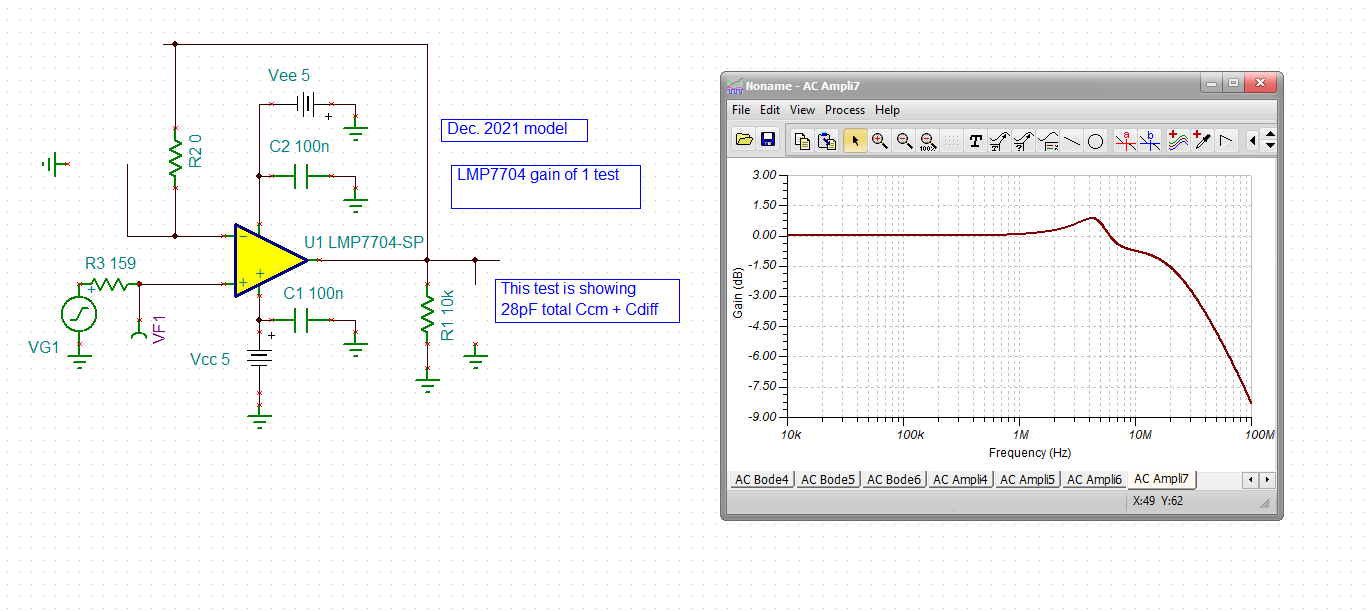 Vee 5
+
C2 100n
R2 0
Dec. 2021 model
LMP7704 gain of 1 test
U1 LMP7704-SP
R3 159
+
VG1
VF1
C1 100n
+
Vcc 5
R1 10k
This test is showing
28pF total Ccm + Cdiff
Noname - AC Ampli7
File Edit View Process Help
100%
T
a
b
3.00
1.50
0.00
-1.50
-3.00
-4.50
-6.00
-7.50
-9.00
Gain (dB)
10k 100k 1M 10M 100M
Frequency (Hz)
AC Bode4 AC Bode5 AC Bode6 AC Ampli4 AC Ampli5 AC Ampli6 AC Ampli7
X:49 Y:62